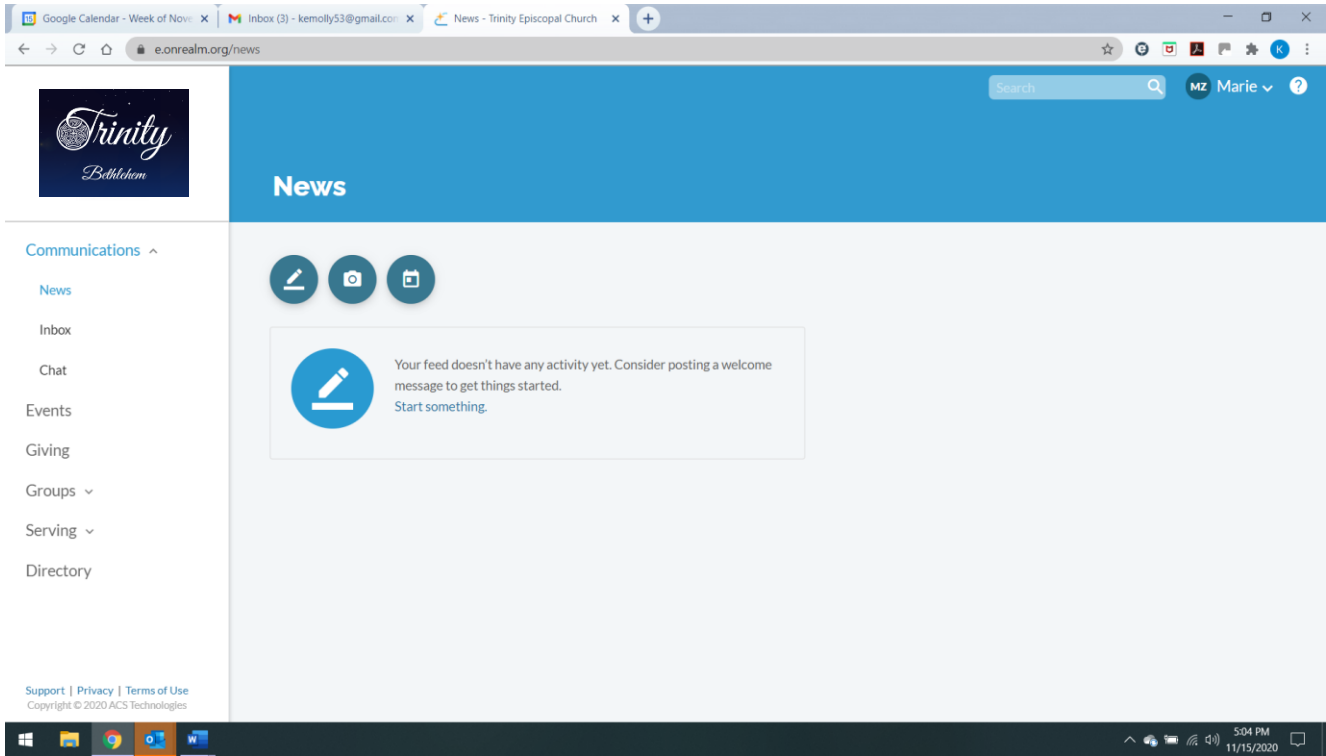 Google Calendar - Week of Nove
Inbox (3) - kemolly53@gmail.com
News - Trinity Episcopal Church
e.onrealm.org/news
K
Trinity
Bethlehem
Search
MZ Marie
?
News
Communications
News
Inbox
Chat
Events
Giving
Groups
Serving
Directory
Your feed doesn't have any activity yet. Consider posting a welcome
message to get things started.
Start something.
Support | Privacy | Terms of Use
Copyright © 2020 ACS Technologies
5:04 PM
11/15/2020